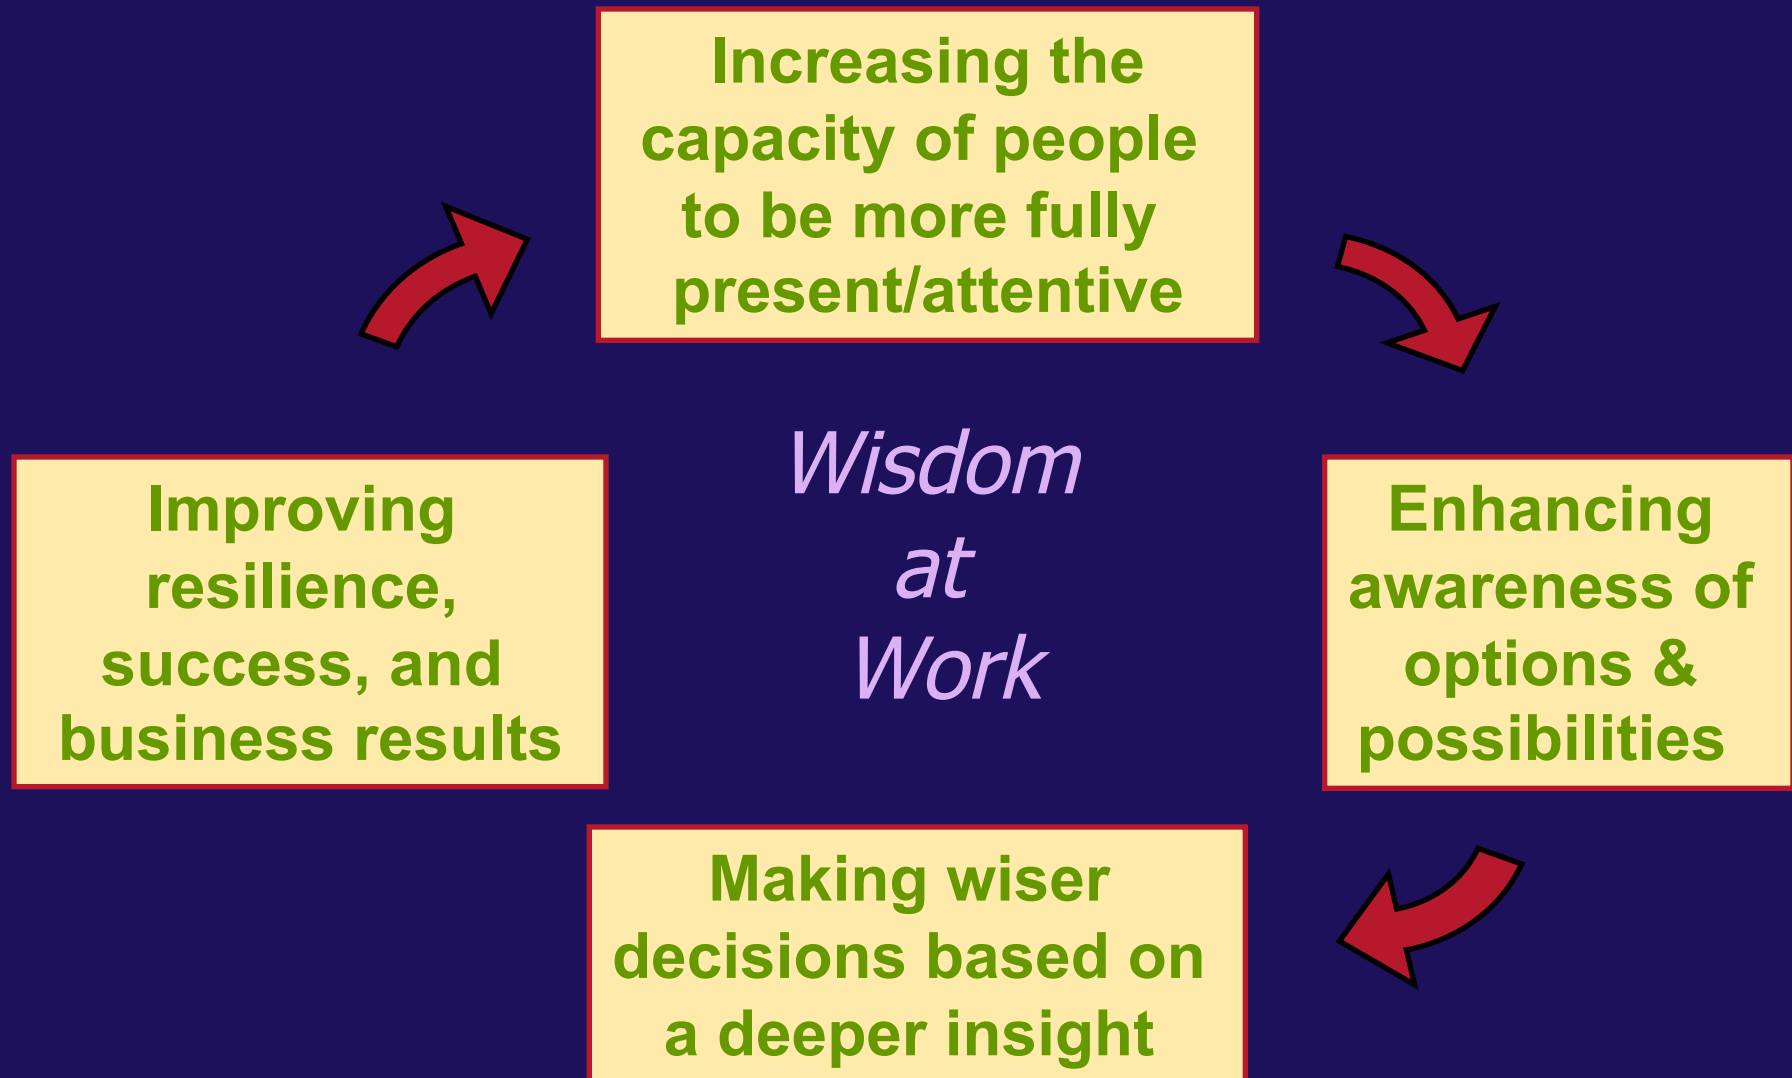 Increasing the
capacity of people
to be more fully
present/attentive
Wisdom
at
Work
Improving
resilience,
success, and
business results
Enhancing
awareness of
options &
possibilities
Making wiser
decisions based on
a deeper insight